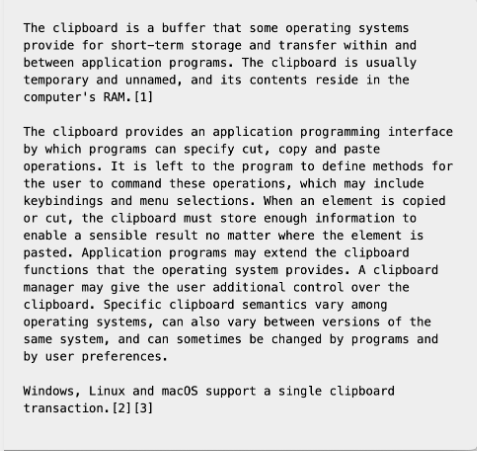 The clipboard is a buffer that some operating systems
provide for short-term storage and transfer within and
between application programs. The clipboard is usually
temporary and unnamed, and its contents reside in the
computer's RAM.[1]

The clipboard provides an application programming interface
by which programs can specify cut, copy and paste
operations. It is left to the program to define methods for
the user to command these operations, which may include
keybindings and menu selections. When an element is copied
or cut, the clipboard must store enough information to
enable a sensible result no matter where the element is
pasted. Application programs may extend the clipboard
functions that the operating system provides. A clipboard
manager may give the user additional control over the
clipboard. Specific clipboard semantics vary among
operating systems, can also vary between versions of the
same system, and can sometimes be changed by programs and
by user preferences.

Windows, Linux and macOS support a single clipboard
transaction.[2][3]